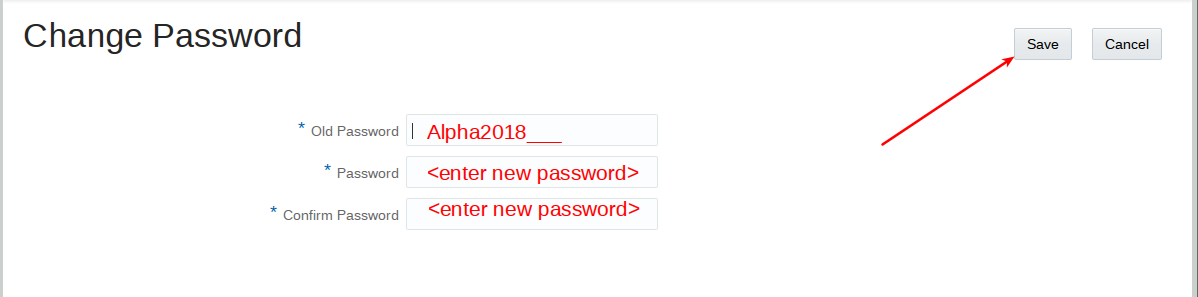 Change Password
Save
Cancel
* Old Password
Alpha2018___
* Password
<enter new password>
* Confirm Password
<enter new password>